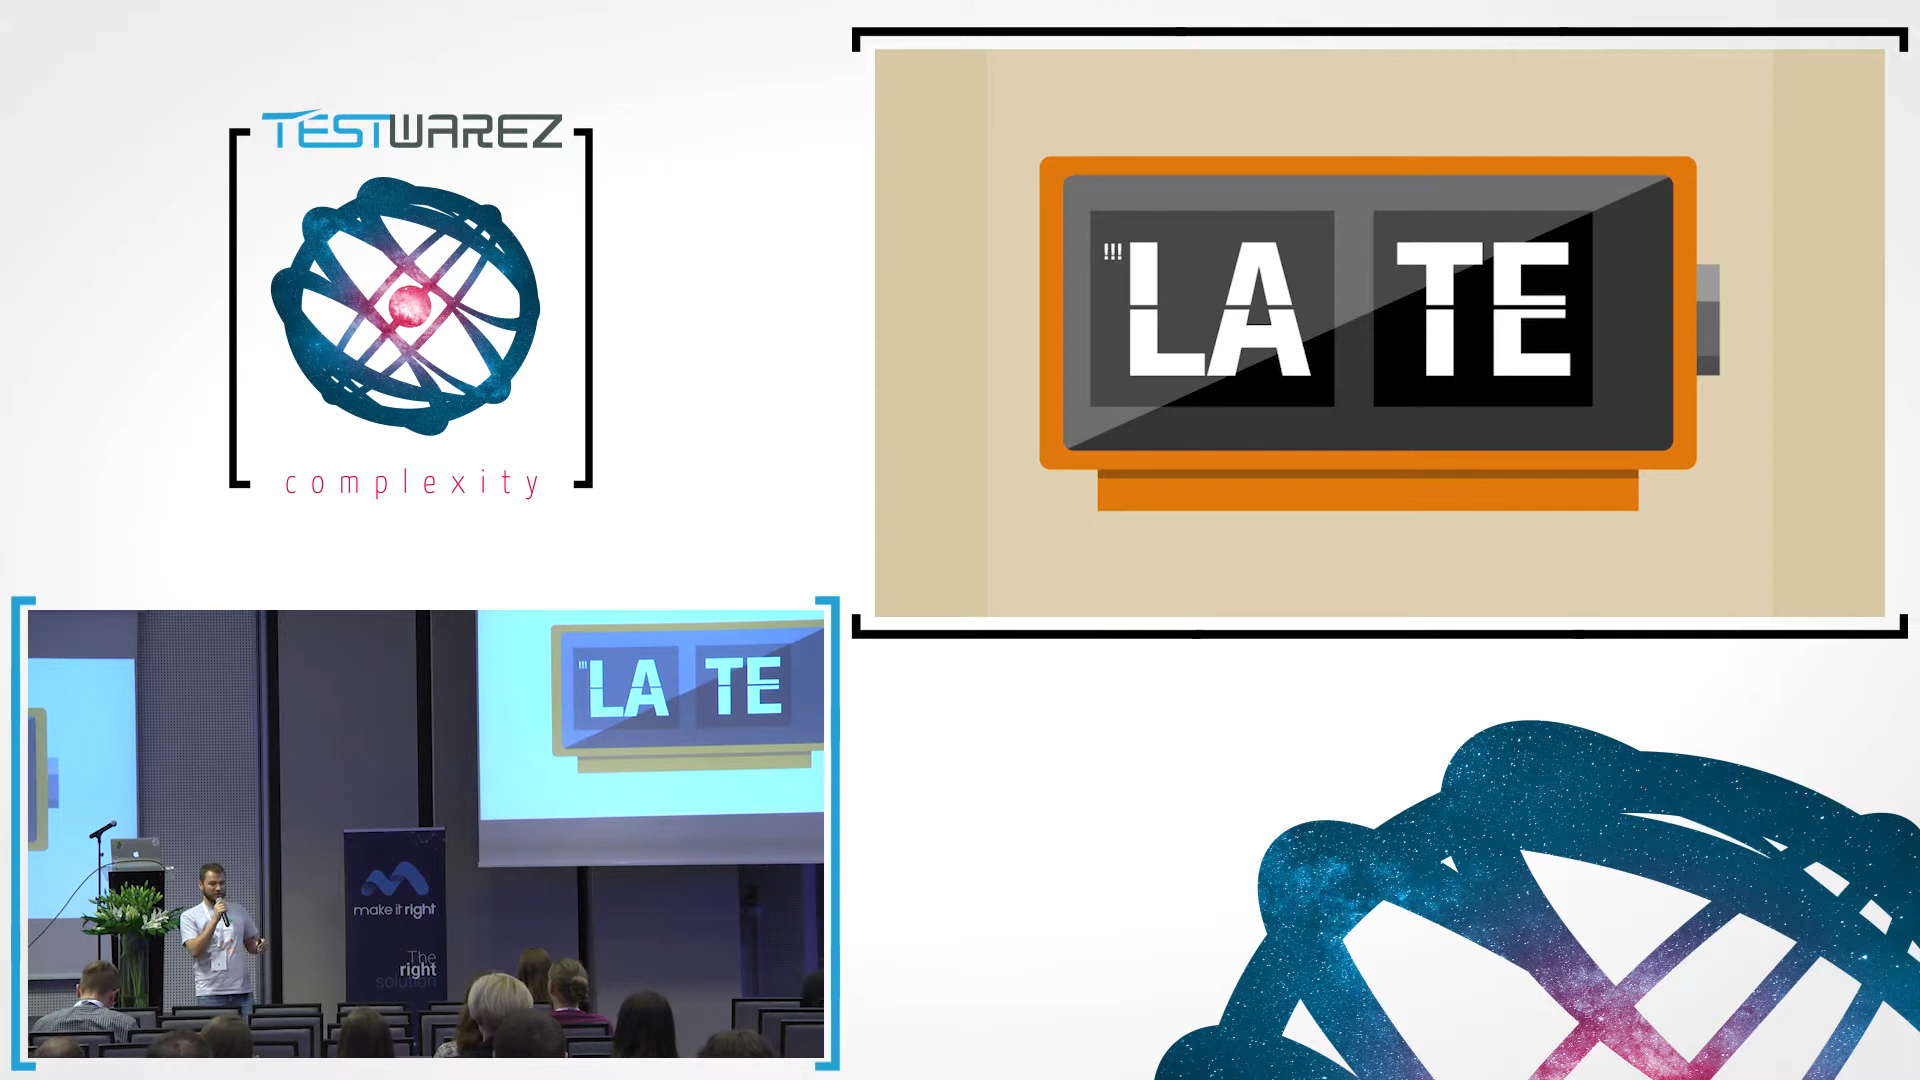 TESTWAREZ
complexity
!!!LA TE
!!!LA TE
make it right
The
right
solution